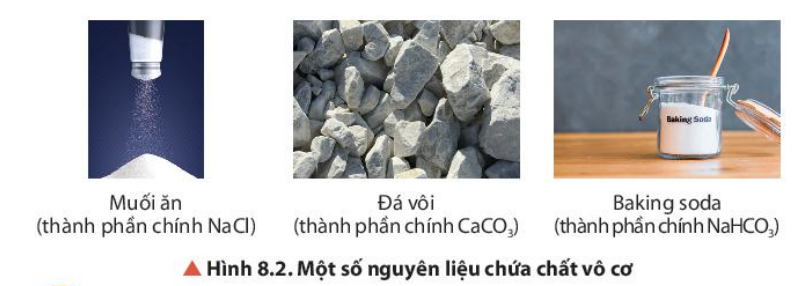 Baking Soda
Muối ăn
(thành phần chính NaCl)
Đá vôi
(thành phần chính CaCO₃)
Baking soda
(thành phần chính NaHCO₃)
▲ Hình 8.2. Một số nguyên liệu chứa chất vô cơ